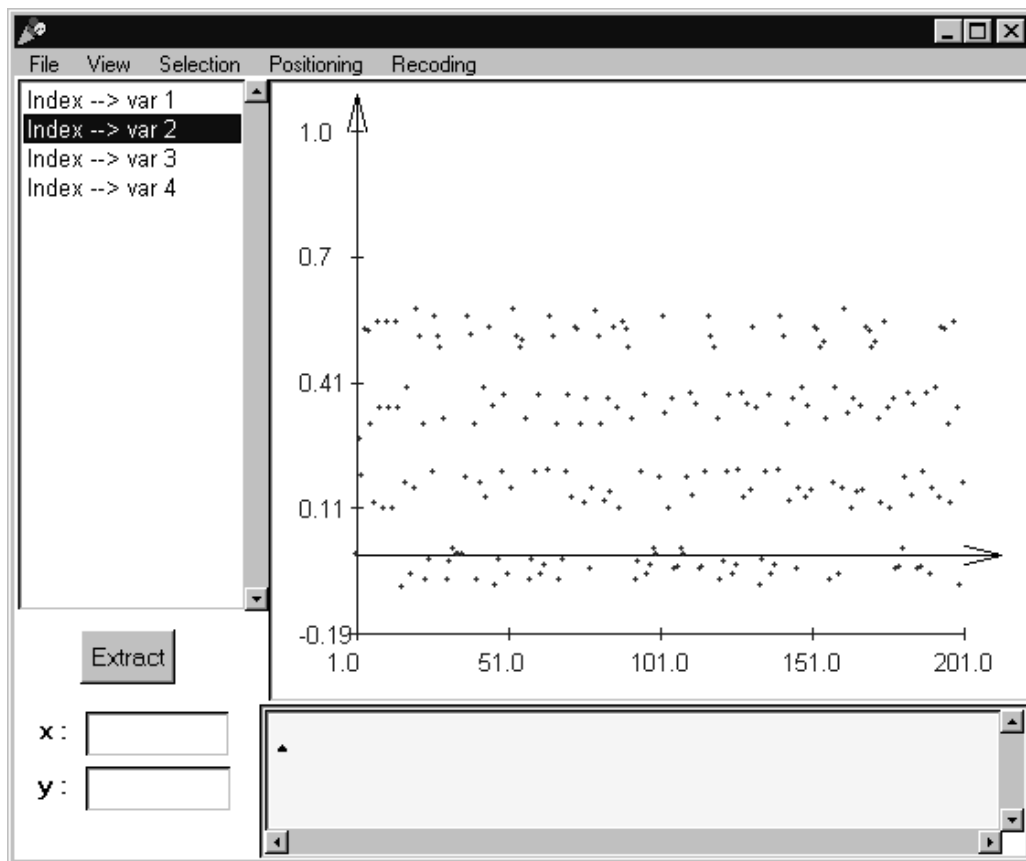 File View Selection Positioning Recoding
Index --> var 1
Index --> var 2
Index --> var 3
Index --> var 4
1.0
0.7
0.41
0.11
-0.19
1.0 51.0 101.0 151.0 201.0
Extract
x :
y :